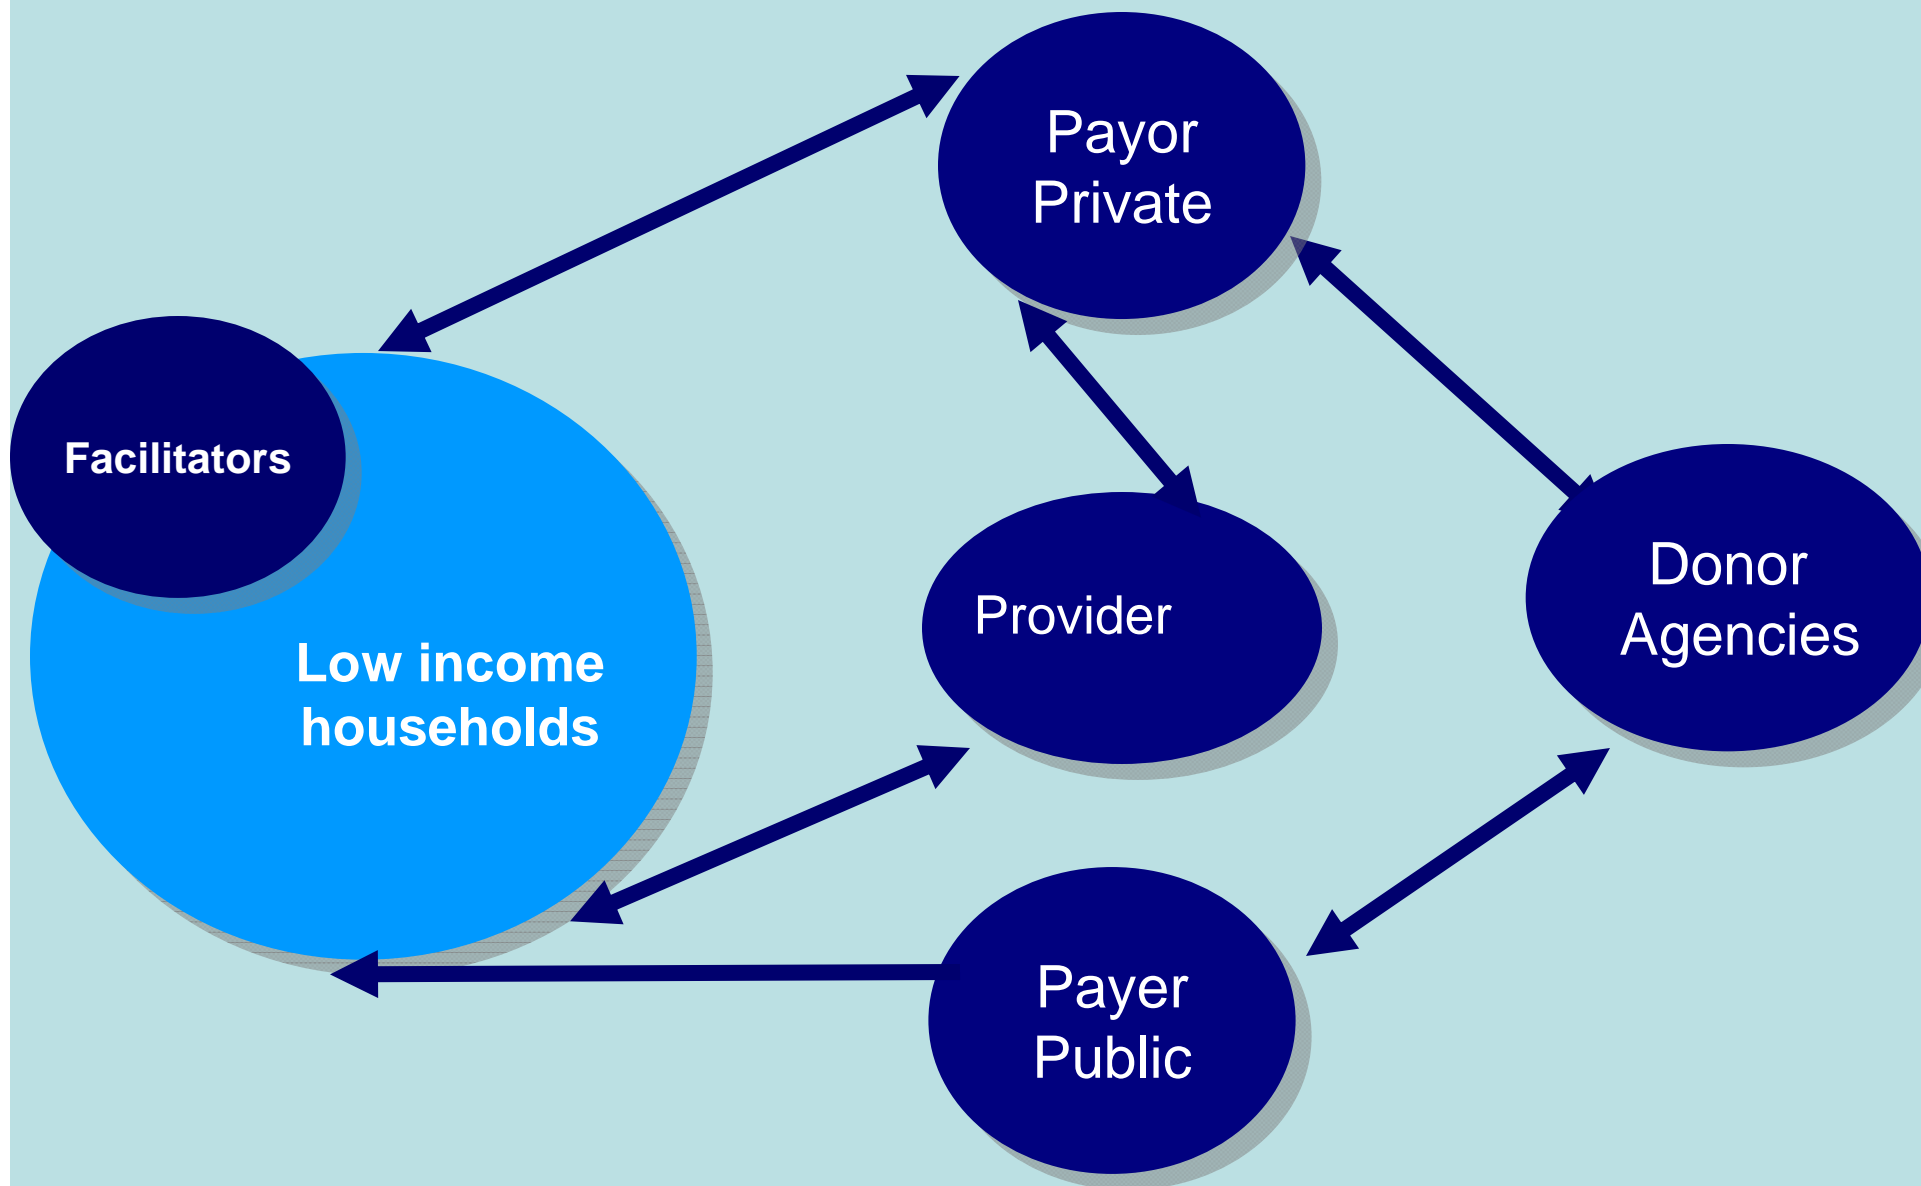 Payor
Private
Facilitators
Low income
households
Provider
Donor
Agencies
Payer
Public